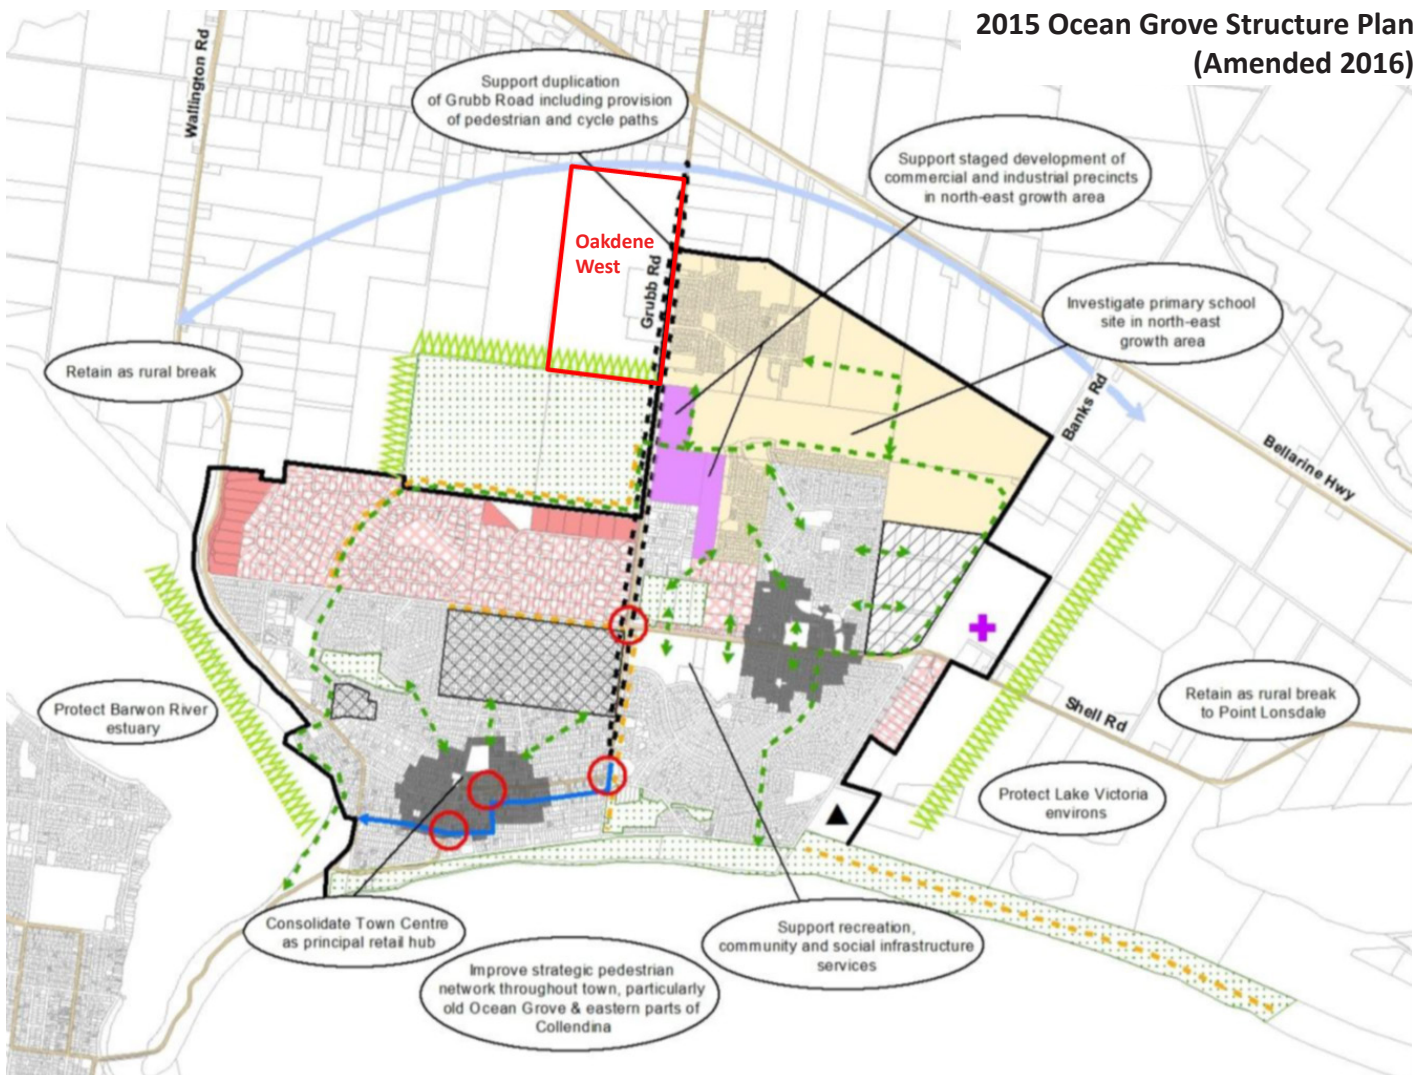 2015 Ocean Grove Structure Plan
(Amended 2016)
Wallington Rd
Support duplication
of Grubb Road including provision
of pedestrian and cycle paths
Support staged development of
commercial and industrial precincts
in north-east growth area
Oakdene
West
Grubb Rd
Investigate primary school
site in north-east
growth area
Retain as rural break
Banks Rd
Bellarine Hwy
Protect Barwon River
estuary
Retain as rural break
to Point Lonsdale
Shell Rd
Protect Lake Victoria
environs
Consolidate Town Centre
as principal retail hub
Support recreation,
community and social infrastructure
services
Improve strategic pedestrian
network throughout town, particularly
old Ocean Grove & eastern parts of
Collendina